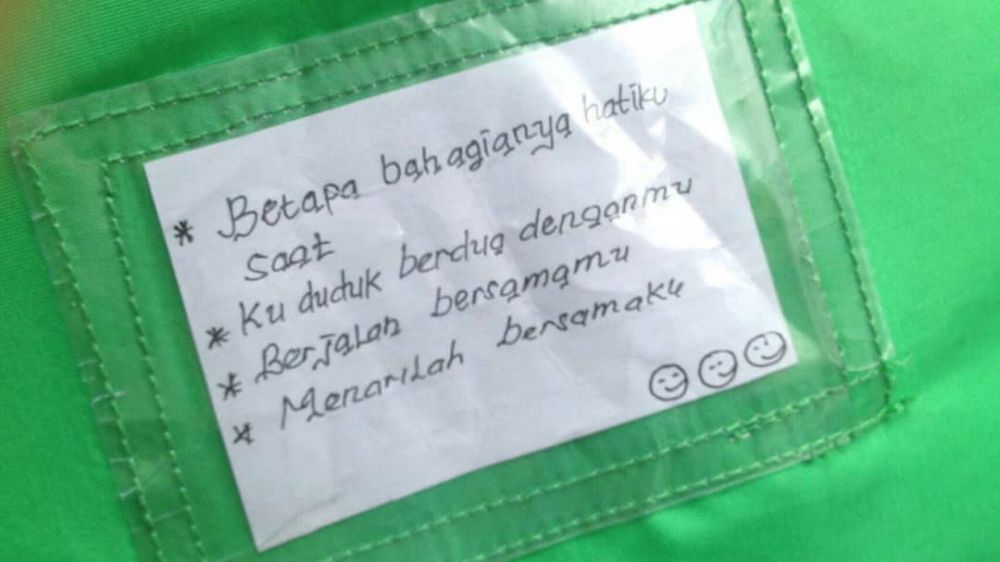 * Betapa bahagianya hatiku
saat
* Ku duduk berdua denganmu
* Berjalan bersamamu
* Menarilah bersamaku